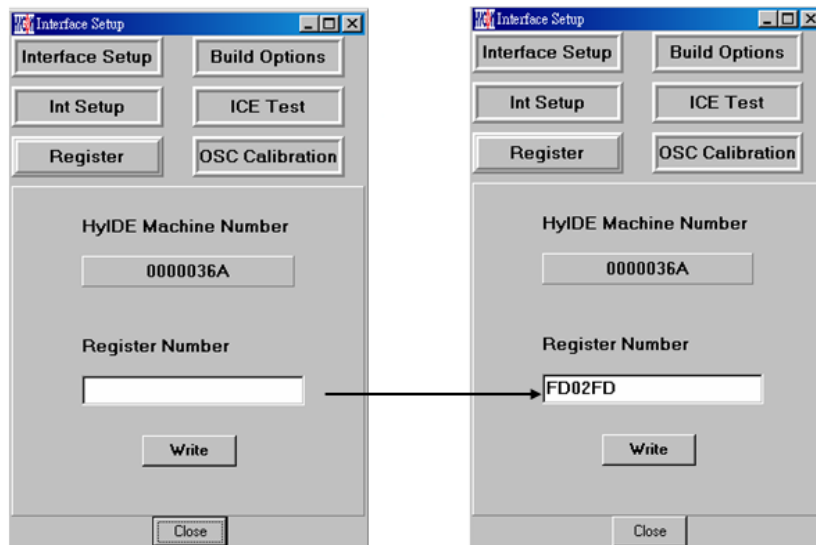 Interface Setup
Interface Setup Build Options
Int Setup ICE Test
Register OSC Calibration
HyIDE Machine Number
0000036A
Register Number
Write
Close
Interface Setup
Interface Setup Build Options
Int Setup ICE Test
Register OSC Calibration
HyIDE Machine Number
0000036A
Register Number
FD02FD
Write
Close